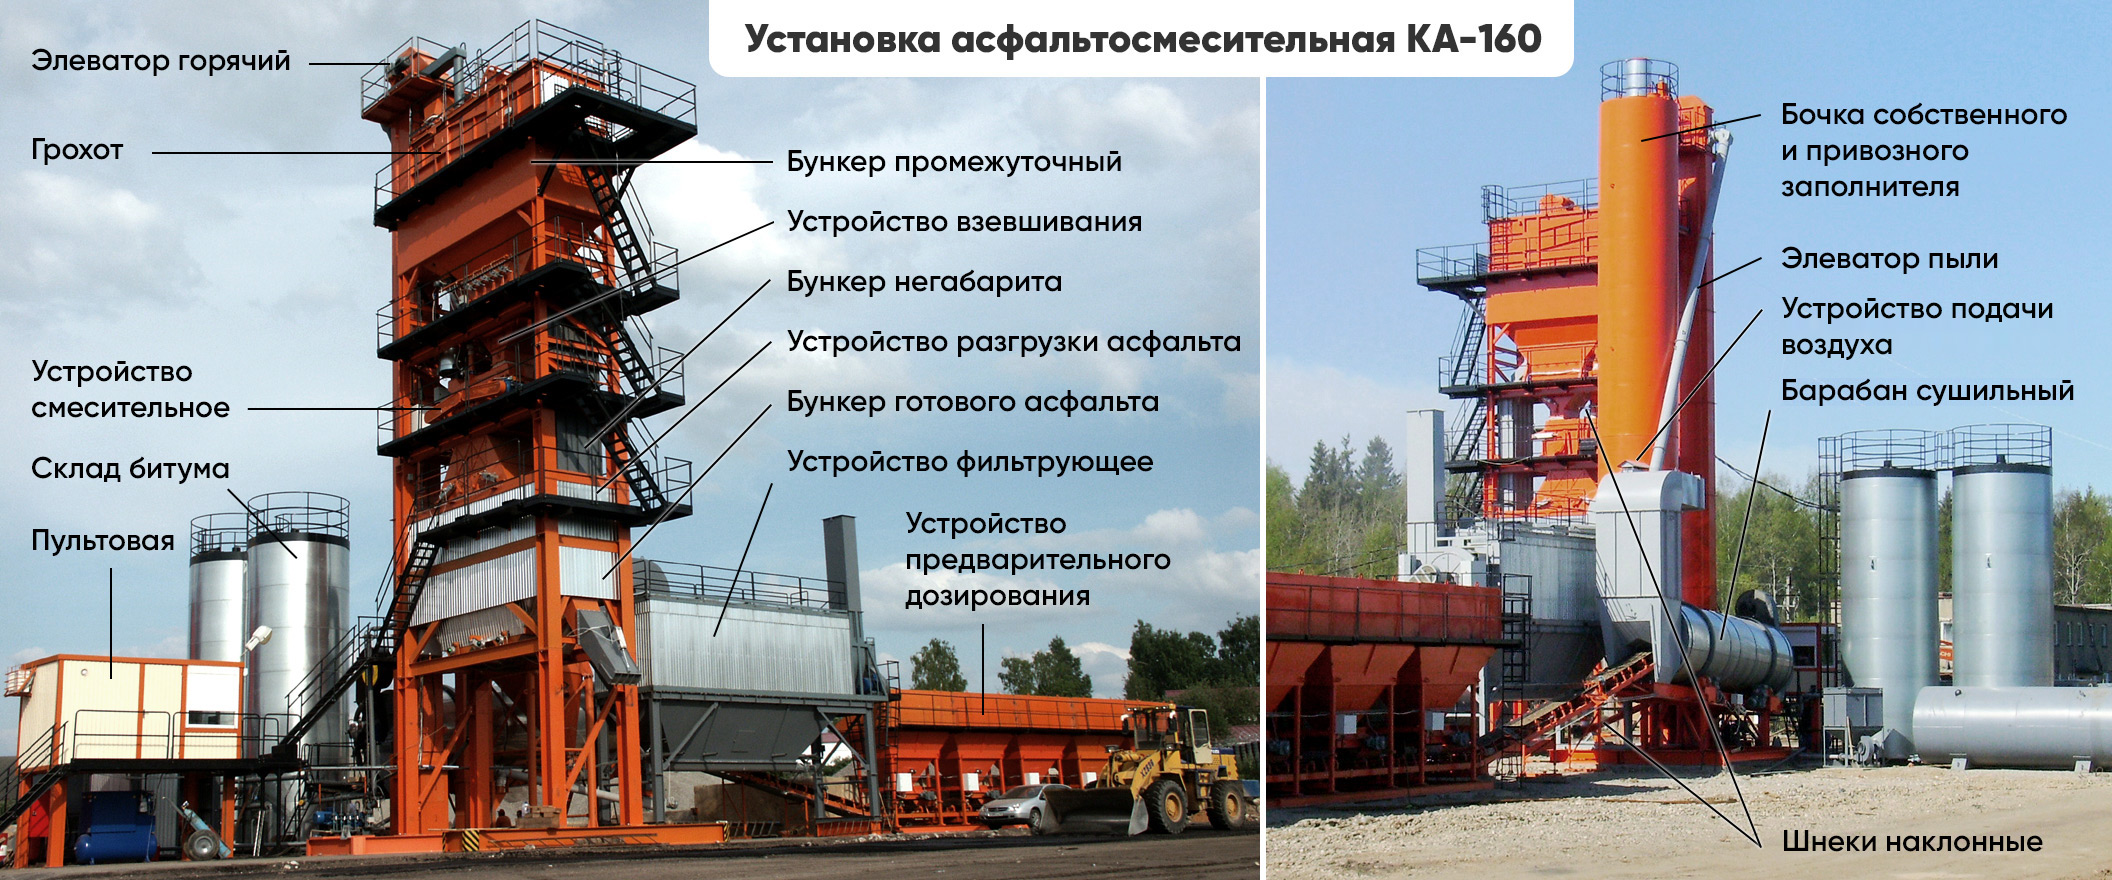 Установка асфальтосмесительная КА-160
Элеватор горячий
Грохот
Устройство
смесительное
Склад битума
Пультовая
Бункер промежуточный
Устройство взевшивания
Бункер негабарита
Устройство разгрузки асфальта
Бункер готового асфальта
Устройство фильтрующее
Устройство
предварительного
дозирования
Бочка собственного
и привозного
заполнителя
Элеватор пыли
Устройство подачи
воздуха
Барабан сушильный
Шнеки наклонные